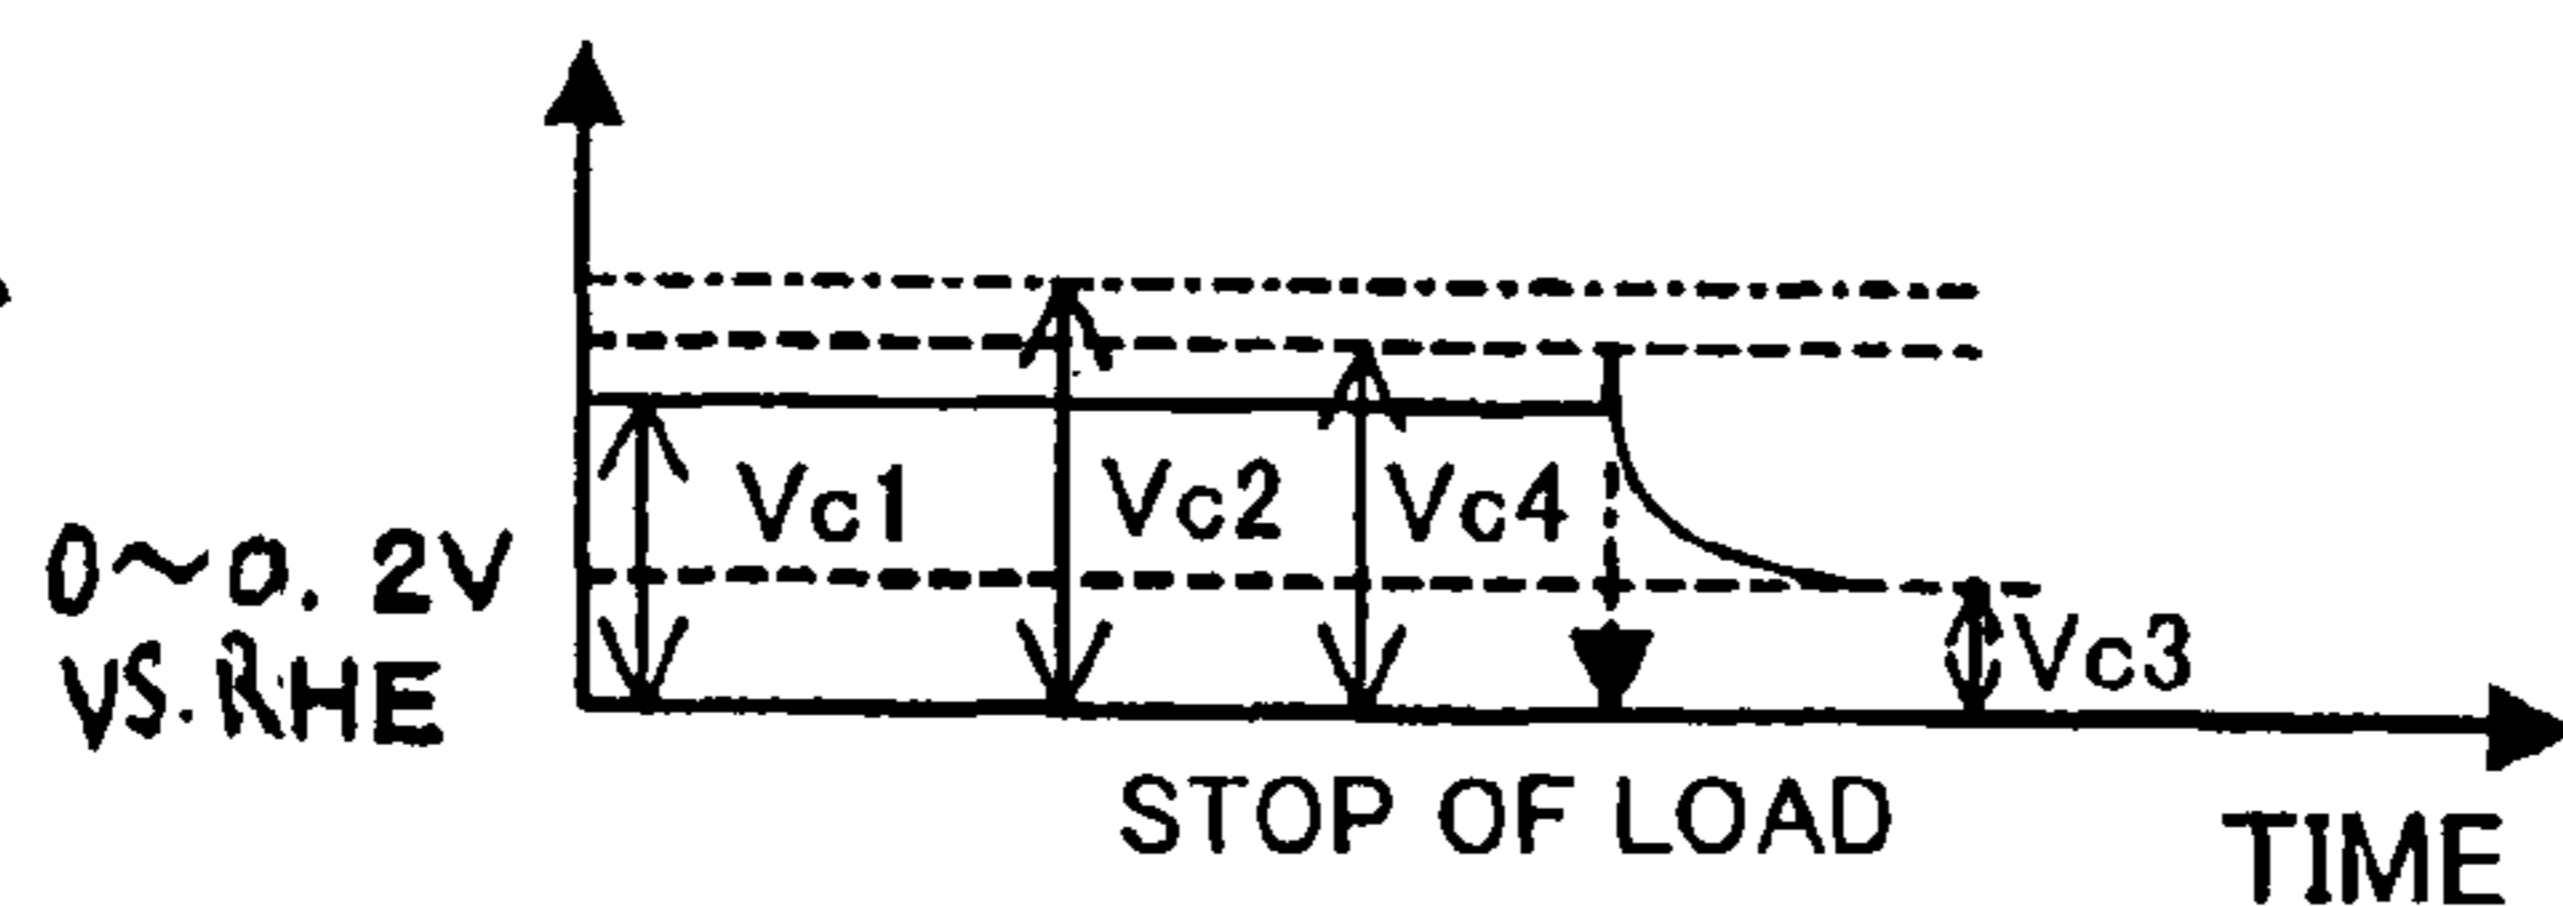 Vc1
Vc2
Vc4
0~0. 2V
VS. RHE
Vc3
STOP OF LOAD
TIME